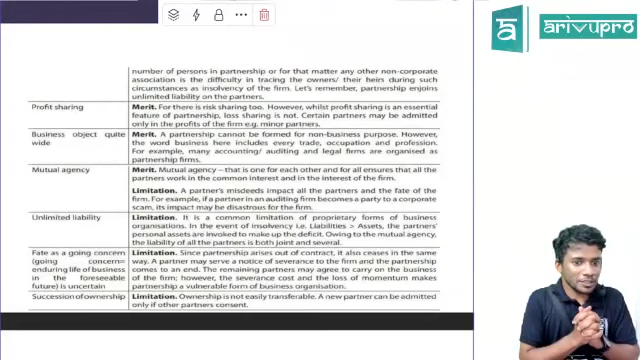 arivupro
number of persons in partnership or for that matter any other non-corporate
association is the difficulty in tracing the owners/ their heirs during such
circumstances as insolvency of the firm. Let's remember, partnership enjoins
unlimited liability on the partners.
Profit sharing
Merit. For there is risk sharing too. However, whilst profit sharing is an essential
feature of partnership, loss sharing is not. Certain partners may be admitted
only in the profits of the firm e.g. minor partners.
Business object quite
wide
Merit. A partnership cannot be formed for non-business purpose. However,
the word business here includes every trade, occupation and profession.
For example, many accounting/ auditing and legal firms are organised as
partnership firms.
Mutual agency
Merit. Mutual agency – that is one for each other and for all ensures that all the
partners work in the common interest and in the interest of the firm.
Limitation. A partner's misdeeds impact all the partners and the fate of the
firm. For example, if a partner in an auditing firm becomes a party to a corporate
scam, its impact may be disastrous for the firm.
Unlimited liability
Limitation. It is a common limitation of proprietary forms of business
organisations. In the event of insolvency i.e. Liabilities > Assets, the partners'
personal assets are invoked to make up the deficit. Owing to the mutual agency,
the liability of all the partners is both joint and several.
Fate as a going concern
(going concern=
enduring life of business
in the foreseeable
future) is uncertain
Limitation. Since partnership arises out of contract, it also ceases in the same
way. A partner may serve a notice of severance to the firm and the partnership
comes to an end. The remaining partners may agree to carry on the business
of the firm; however, the severance cost and the loss of momentum makes
partnership a vulnerable form of business organisation.
Succession of ownership
Limitation. Ownership is not easily transferable. A new partner can be admitted
only if other partners consent.